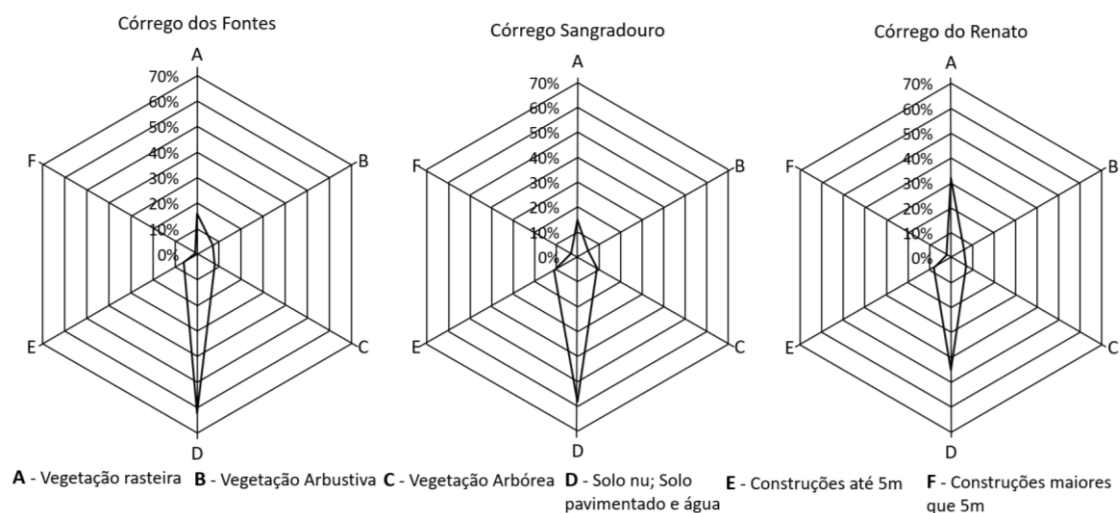 Córrego dos Fontes
A
70%
60%
50%
40%
30%
20%
10%
0%
F
B
E
C
D
Córrego Sangradouro
A
70%
60%
50%
40%
30%
20%
10%
0%
F
B
E
C
D
Córrego do Renato
A
70%
60%
50%
40%
30%
20%
10%
0%
F
B
E
C
D
A - Vegetação rasteira
B - Vegetação Arbustiva
C - Vegetação Arbórea
D - Solo nu; Solo
pavimentado e água
E - Construções até 5m
F - Construções maiores
que 5m